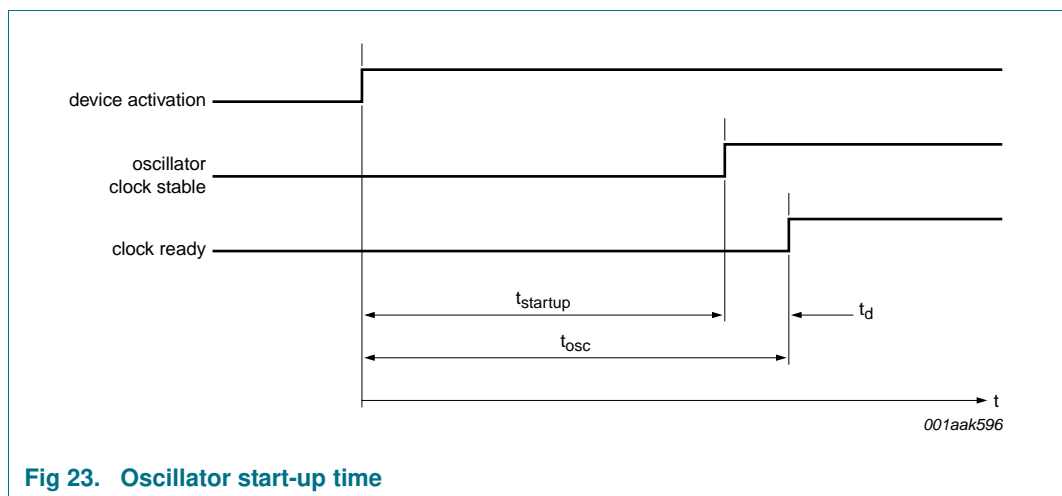 device activation
oscillator
clock stable
clock ready
tstartup
td
tosc
t
001aak596
Fig 23. Oscillator start-up time